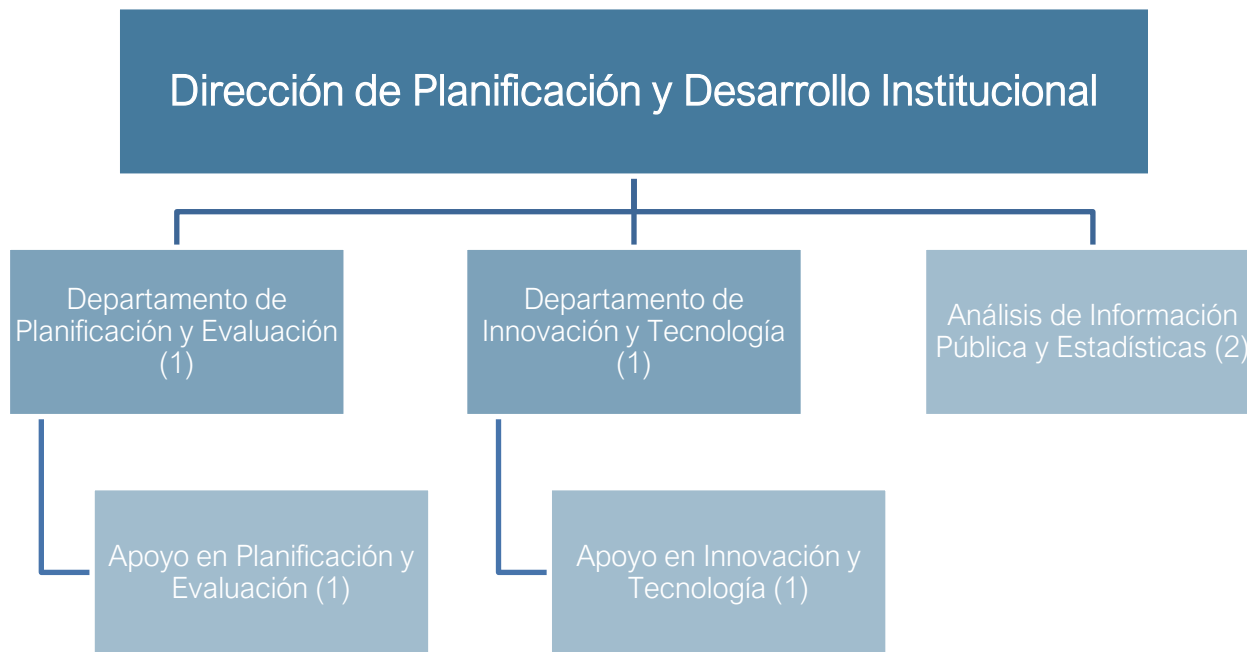 Dirección de Planificación y Desarrollo Institucional
Departamento de
Planificación y Evaluación
(1)
Departamento de
Innovación y Tecnología
(1)
Análisis de Información
Pública y Estadísticas (2)
Apoyo en Planificación y
Evaluación (1)
Apoyo en Innovación y
Tecnología (1)